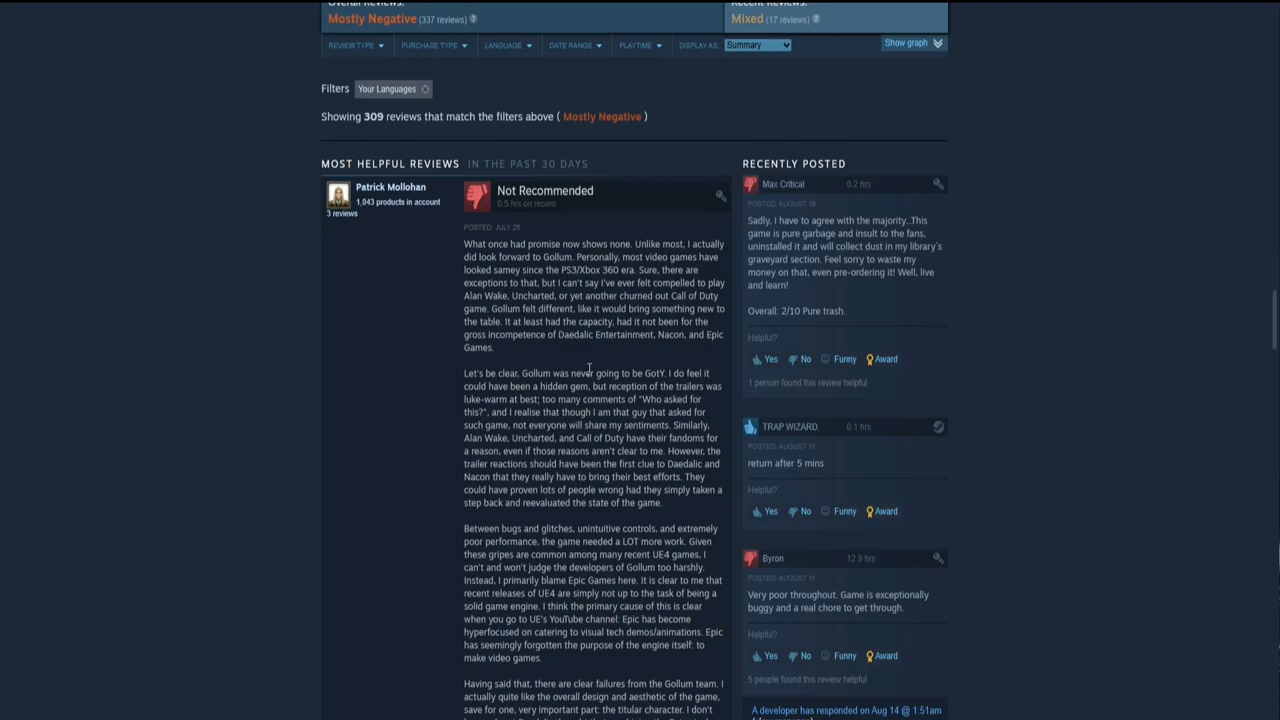 Overall Reviews:
Mostly Negative (337 reviews) ?
Recent Reviews:
Mixed (17 reviews) ?
REVIEW TYPE PURCHASE TYPE LANGUAGE DATE RANGE PLAYTIME DISPLAY AS: Summary Show graph
Filters Your Languages
Showing 309 reviews that match the filters above ( Mostly Negative )
MOST HELPFUL REVIEWS IN THE PAST 30 DAYS
Patrick Mollohan
1,043 products in account
3 reviews
Not Recommended
0.5 hrs on record
POSTED: JULY 25
What once had promise now shows none. Unlike most, I actually
did look forward to Gollum. Personally, most video games have
looked samey since the PS3/Xbox 360 era. Sure, there are
exceptions to that, but I can't say I've ever felt compelled to play
Alan Wake, Uncharted, or yet another churned out Call of Duty
game. Gollum felt different, like it would bring something new to
the table. It at least had the capacity, had it not been for the
gross incompetence of Daedalic Entertainment, Nacon, and Epic
Games.
Let's be clear, Gollum was never going to be GotY. I do feel it
could have been a hidden gem, but reception of the trailers was
luke-warm at best; too many comments of "Who asked for
this?", and I realise that though I am that guy that asked for
such game, not everyone will share my sentiments. Similarly,
Alan Wake, Uncharted, and Call of Duty have their fandoms for
a reason, even if those reasons aren't clear to me. However, the
trailer reactions should have been the first clue to Daedalic and
Nacon that they really have to bring their best efforts. They
could have proven lots of people wrong had they simply taken a
step back and reevaluated the state of the game.
Between bugs and glitches, unintuitive controls, and extremely
poor performance, the game needed a LOT more work. Given
these gripes are common among many recent UE4 games, I
can't and won't judge the developers of Gollum too harshly.
Instead, I primarily blame Epic Games here. It is clear to me that
recent releases of UE4 are simply not up to the task of being a
solid game engine. I think the primary cause of this is clear
when you go to UE's YouTube channel: Epic has become
hyperfocused on catering to visual tech demos/animations. Epic
has seemingly forgotten the purpose of the engine itself: to
make video games.
Having said that, there are clear failures from the Gollum team. I
actually quite like the overall design and aesthetic of the game,
save for one, very important part: the titular character. I don't
RECENTLY POSTED
Max Critical 0.2 hrs
POSTED: AUGUST 16
Sadly, I have to agree with the majority...This
game is pure garbage and insult to the fans,
uninstalled it and will collect dust in my library's
graveyard section. Feel sorry to waste my
money on that, even pre-ordering it! Well, live
and learn!
Overall: 2/10 Pure trash.
Helpful?
Yes No Funny Award
1 person found this review helpful
TRAP WIZARD. 0.1 hrs
POSTED: AUGUST 11
return after 5 mins
Helpful?
Yes No Funny Award
Byron 12.9 hrs
POSTED: AUGUST 11
Very poor throughout. Game is exceptionally
buggy and a real chore to get through.
Helpful?
Yes No Funny Award
5 people found this review helpful
A developer has responded on Aug 14 @ 1:51am